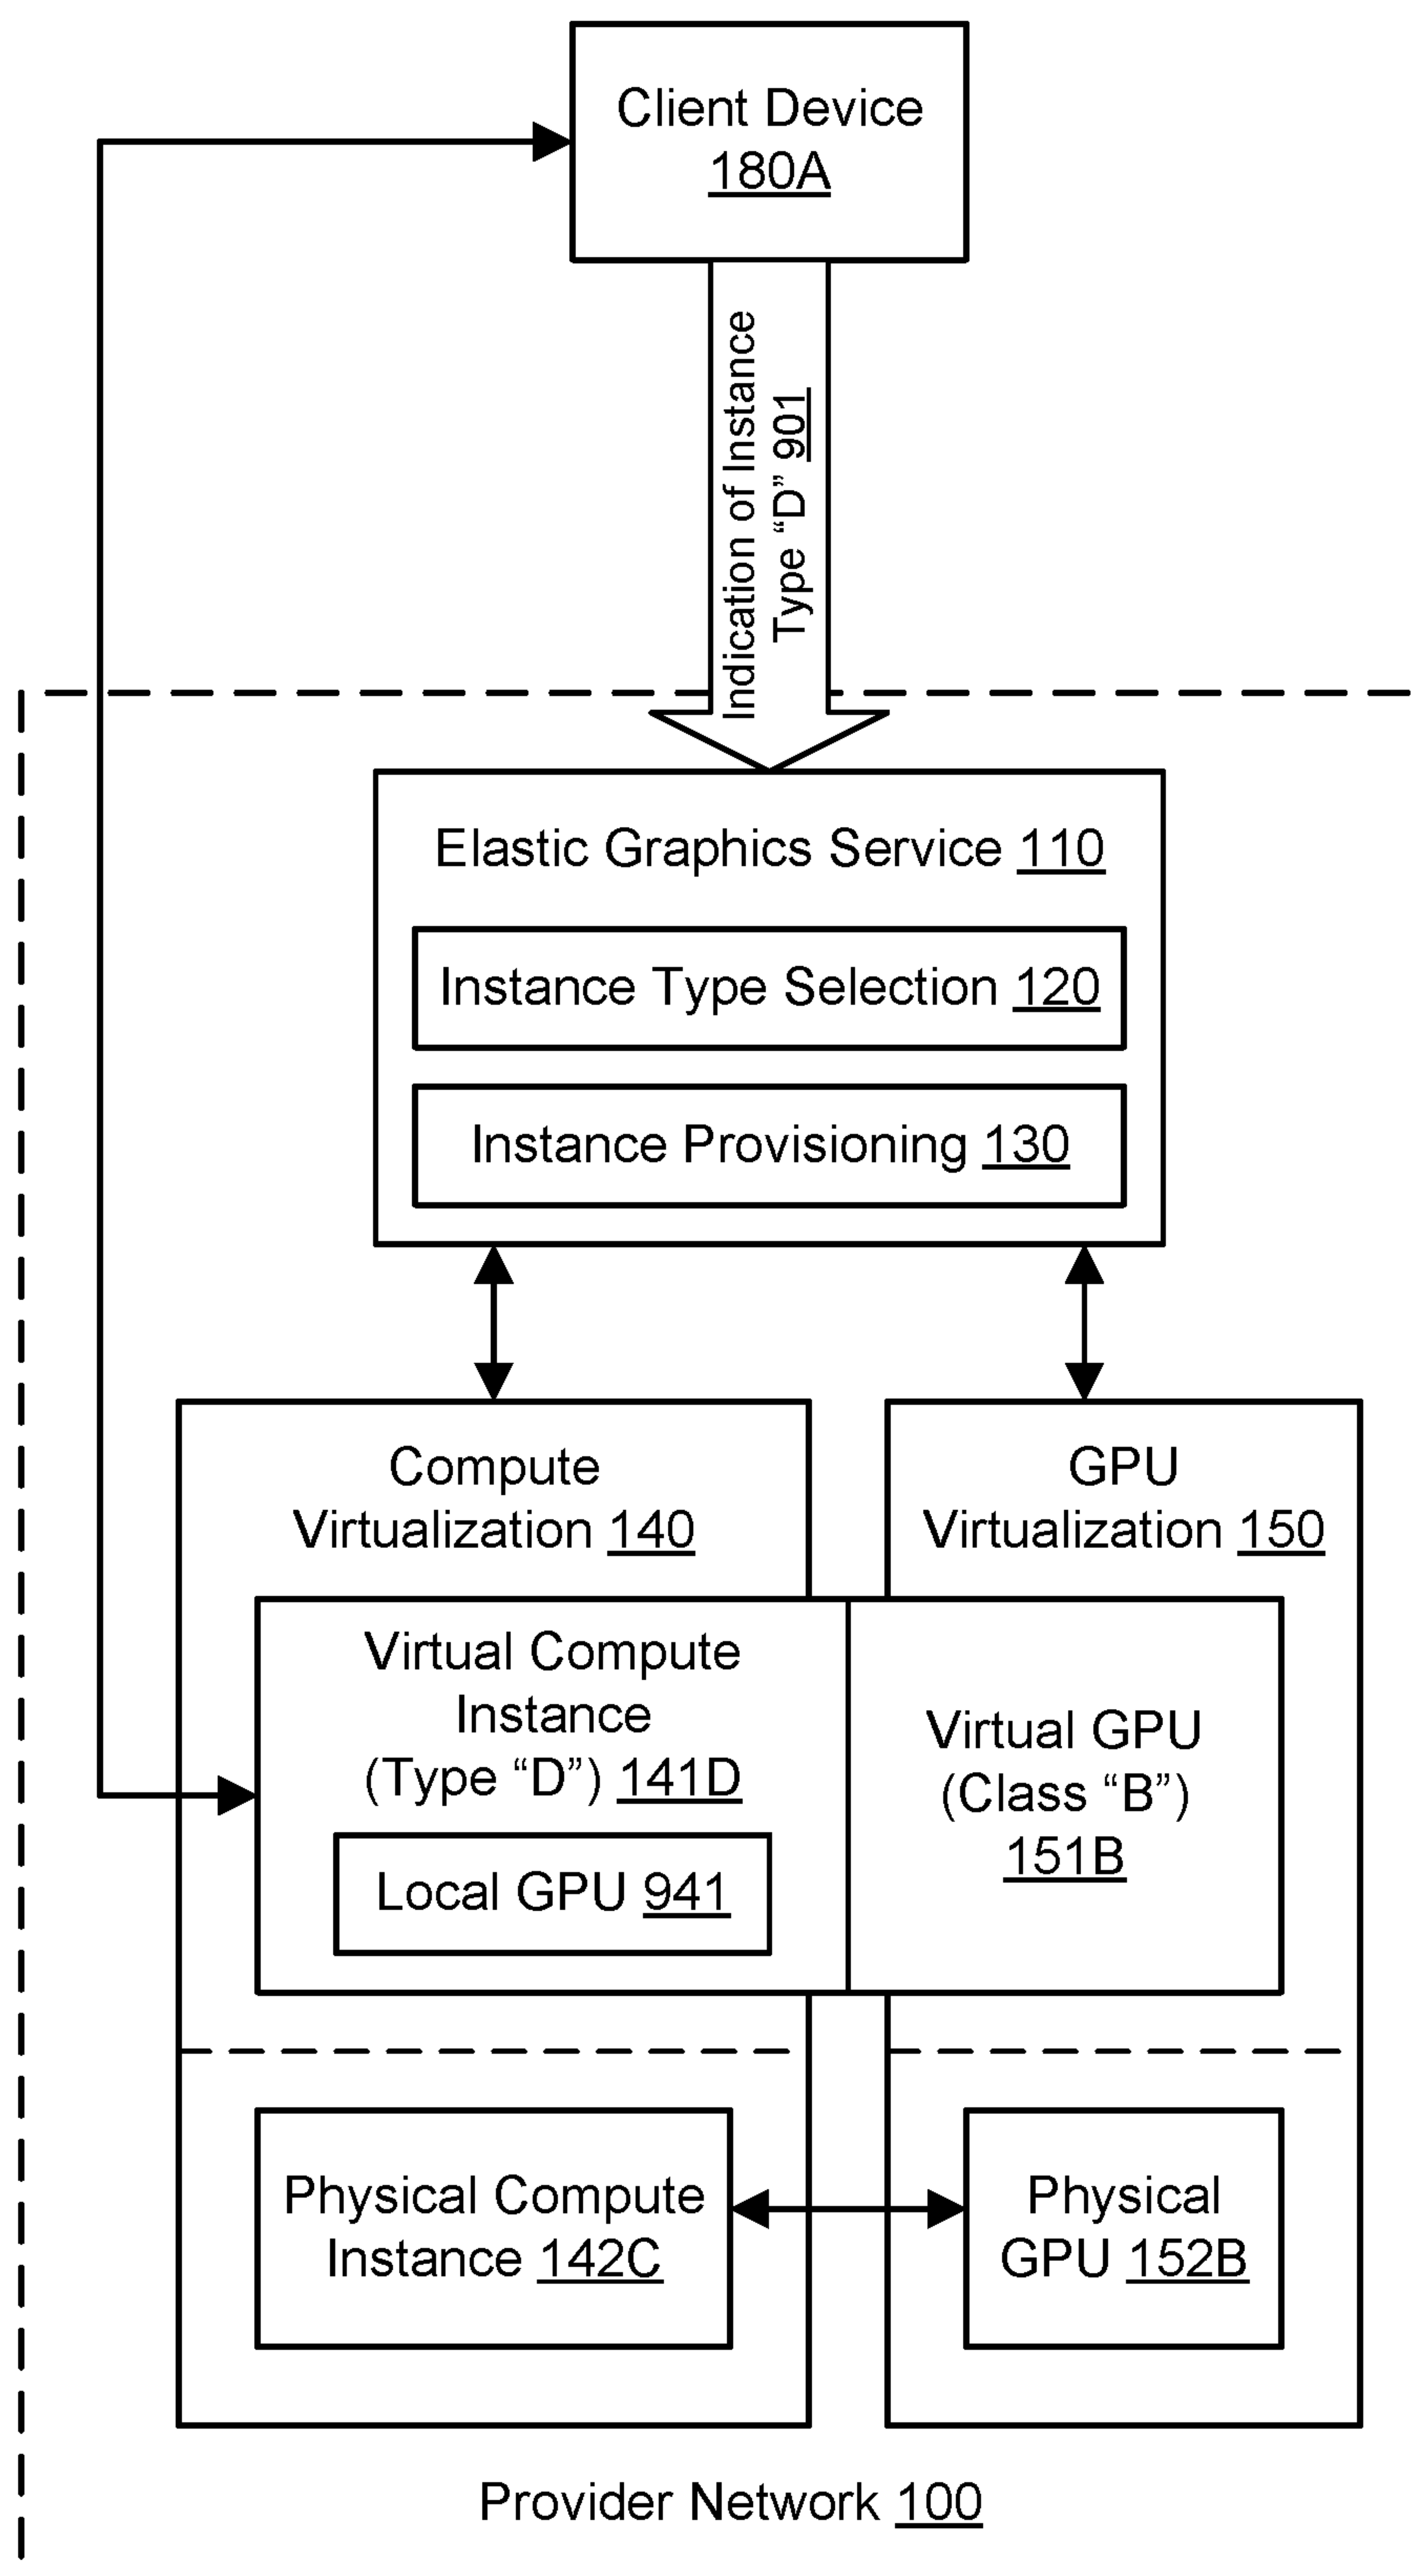 Client Device
180A
Indication of Instance
Type “D” 901
Elastic Graphics Service 110
Instance Type Selection 120
Instance Provisioning 130
Compute
Virtualization 140
GPU
Virtualization 150
Virtual Compute
Instance
(Type “D”) 141D
Local GPU 941
Virtual GPU
(Class “B”)
151B
Physical Compute
Instance 142C
Physical
GPU 152B
Provider Network 100